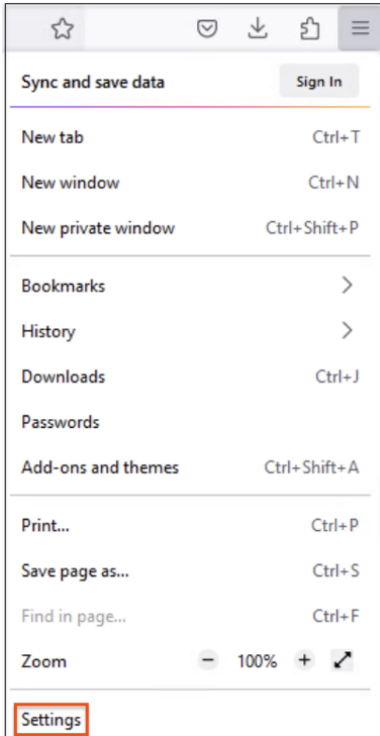 Sync and save data Sign In
New tab Ctrl+T
New window Ctrl+N
New private window Ctrl+Shift+P
Bookmarks
History
Downloads Ctrl+J
Passwords
Add-ons and themes Ctrl+Shift+A
Print... Ctrl+P
Save page as... Ctrl+S
Find in page... Ctrl+F
Zoom − 100% +
Settings